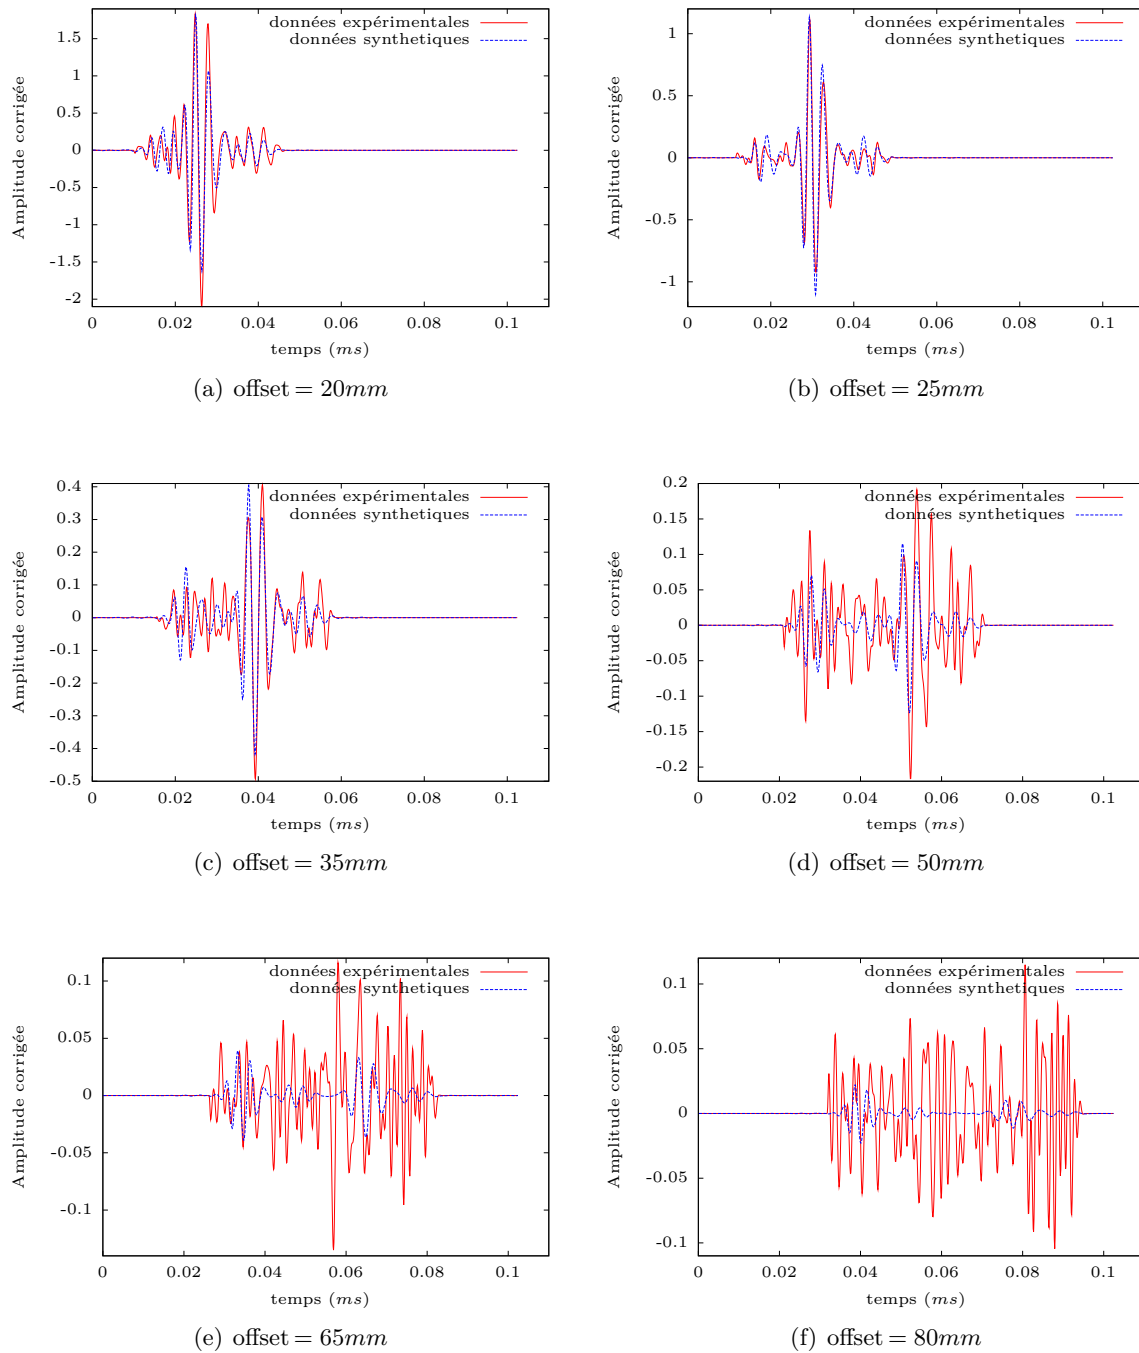 données expérimentales
données synthetiques
Amplitude corrigée
1.5
1
0.5
0
-0.5
-1
-1.5
-2
0 0.02 0.04 0.06 0.08 0.1
temps (ms)
(a) offset = 20mm
données expérimentales
données synthetiques
Amplitude corrigée
1
0.5
0
-0.5
-1
0 0.02 0.04 0.06 0.08 0.1
temps (ms)
(b) offset = 25mm
données expérimentales
données synthetiques
Amplitude corrigée
0.4
0.3
0.2
0.1
0
-0.1
-0.2
-0.3
-0.4
-0.5
0 0.02 0.04 0.06 0.08 0.1
temps (ms)
(c) offset = 35mm
données expérimentales
données synthetiques
Amplitude corrigée
0.2
0.15
0.1
0.05
0
-0.05
-0.1
-0.15
-0.2
0 0.02 0.04 0.06 0.08 0.1
temps (ms)
(d) offset = 50mm
données expérimentales
données synthetiques
Amplitude corrigée
0.1
0.05
0
-0.05
-0.1
0 0.02 0.04 0.06 0.08 0.1
temps (ms)
(e) offset = 65mm
données expérimentales
données synthetiques
Amplitude corrigée
0.1
0.05
0
-0.05
-0.1
0 0.02 0.04 0.06 0.08 0.1
temps (ms)
(f) offset = 80mm